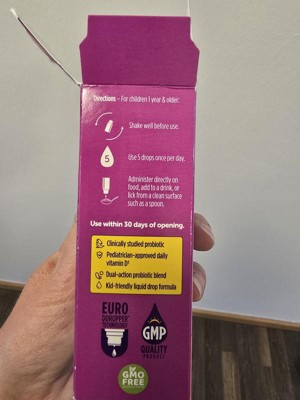 Directions – For children 1 year & older:
Shake well before use.
5
Use 5 drops once per day.
Administer directly on
food, add to a drink, or
lick from a clean surface
such as a spoon.
Use within 30 days of opening.
Clinically studied probiotic
Pediatrician-approved daily
vitamin D³
Dual-action probiotic blend
Kid-friendly liquid drop formula
EURO
DROPPER
GMP
QUALITY
PRODUCT
GMO
FREE